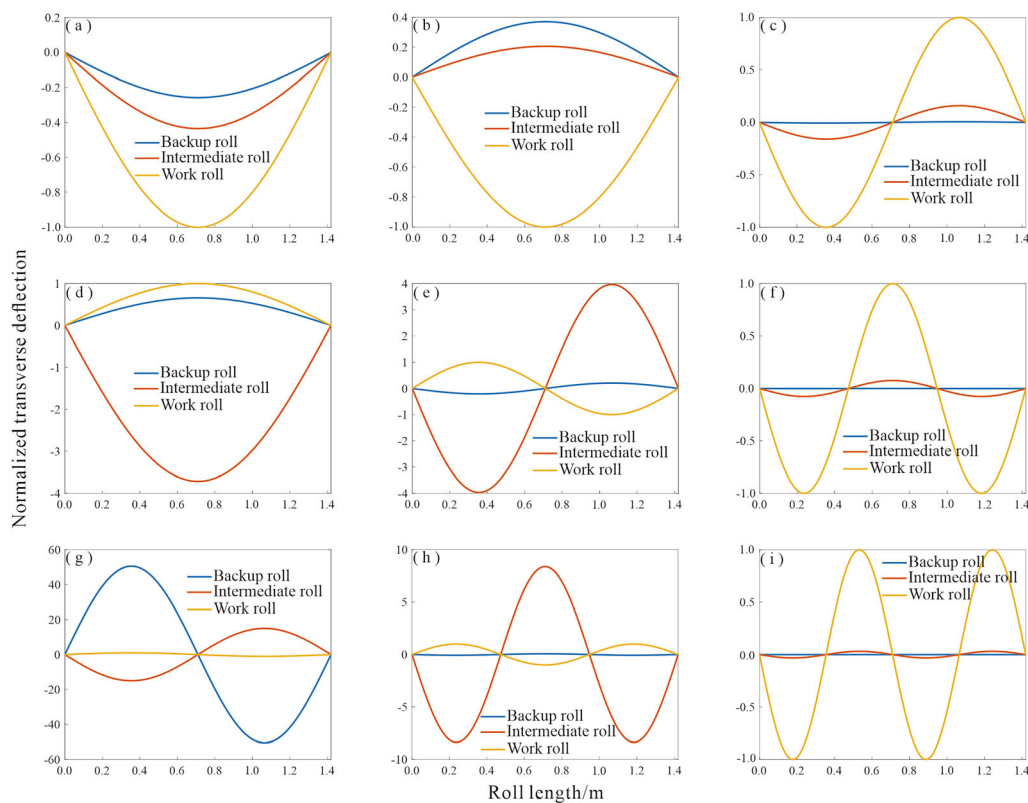 ( a )
0.2
0.0
-0.2
-0.4
-0.6
-0.8
-1.0
Backup roll
Intermediate roll
Work roll
0.0 0.2 0.4 0.6 0.8 1.0 1.2 1.4
( b )
0.4
0.2
0.0
-0.2
-0.4
-0.6
-0.8
-1.0
Backup roll
Intermediate roll
Work roll
0.0 0.2 0.4 0.6 0.8 1.0 1.2 1.4
( c )
1.0
0.5
0.0
-0.5
-1.0
Backup roll
Intermediate roll
Work roll
0.0 0.2 0.4 0.6 0.8 1.0 1.2 1.4
Normalized transverse deflection
( d )
1
0
-1
-2
-3
-4
Backup roll
Intermediate roll
Work roll
0.0 0.2 0.4 0.6 0.8 1.0 1.2 1.4
( e )
4
3
2
1
0
-1
-2
-3
-4
Backup roll
Intermediate roll
Work roll
0.0 0.2 0.4 0.6 0.8 1.0 1.2 1.4
( f )
1.0
0.5
0.0
-0.5
-1.0
Backup roll
Intermediate roll
Work roll
0.0 0.2 0.4 0.6 0.8 1.0 1.2 1.4
( g )
60
40
20
0
-20
-40
-60
Backup roll
Intermediate roll
Work roll
0.0 0.2 0.4 0.6 0.8 1.0 1.2 1.4
( h )
10
5
0
-5
-10
Backup roll
Intermediate roll
Work roll
0.0 0.2 0.4 0.6 0.8 1.0 1.2 1.4
( i )
1.0
0.5
0.0
-0.5
-1.0
Backup roll
Intermediate roll
Work roll
0.0 0.2 0.4 0.6 0.8 1.0 1.2 1.4
Roll length/m